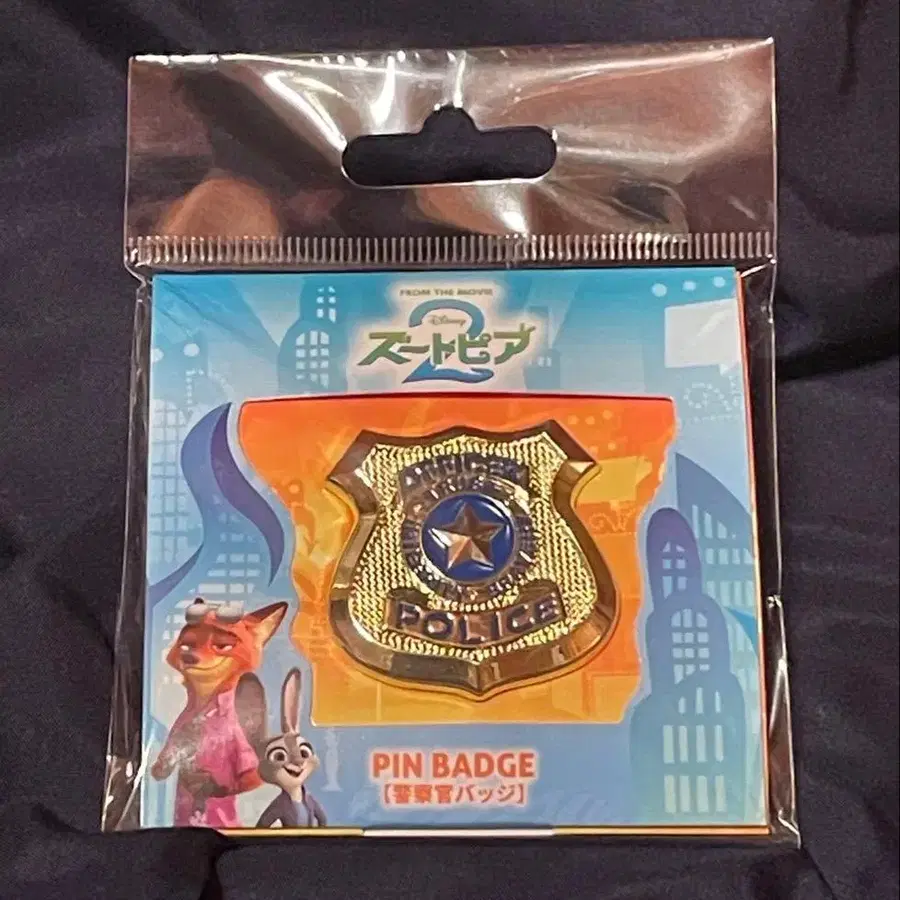 FROM THE MOVIE
Disney
ズートピア
2
OFFICER
POLICE
PIN BADGE
【警察官バッジ】